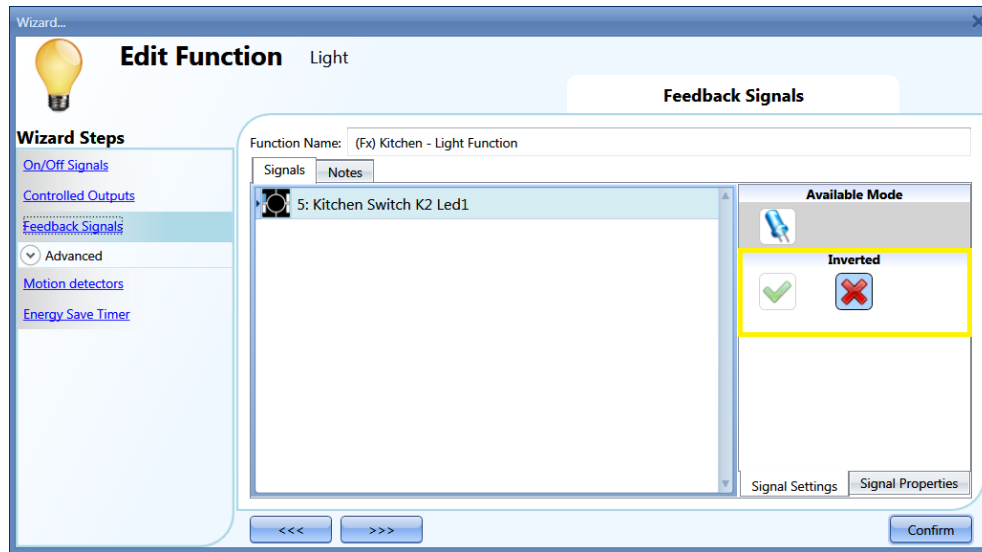 Wizard...
Edit Function Light
Feedback Signals
Wizard Steps
On/Off Signals
Controlled Outputs
Feedback Signals
Advanced
Motion detectors
Energy Save Timer
Function Name: (Fx) Kitchen - Light Function
Signals Notes
5: Kitchen Switch K2 Led1
Available Mode
Inverted
Signal Settings Signal Properties
<<< >>> Confirm